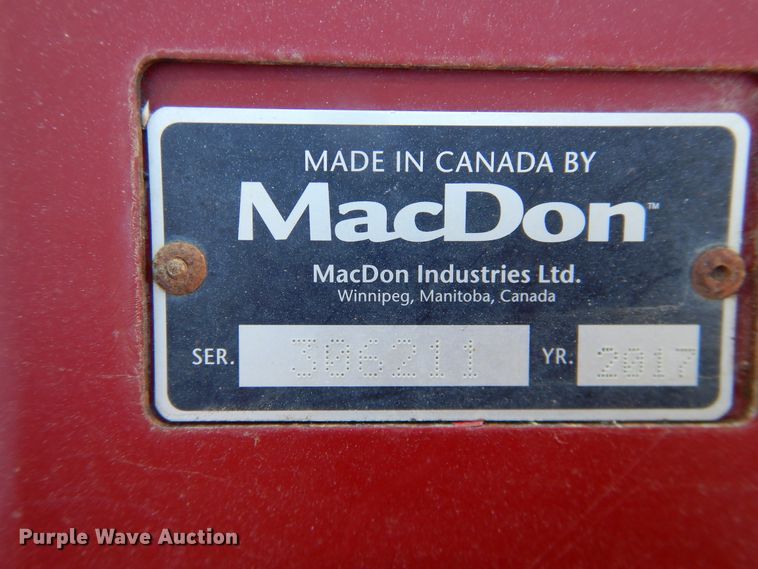 MADE IN CANADA BY
MacDon™
MacDon Industries Ltd.
Winnipeg, Manitoba, Canada
SER. 306211 YR. 2017
Purple Wave Auction